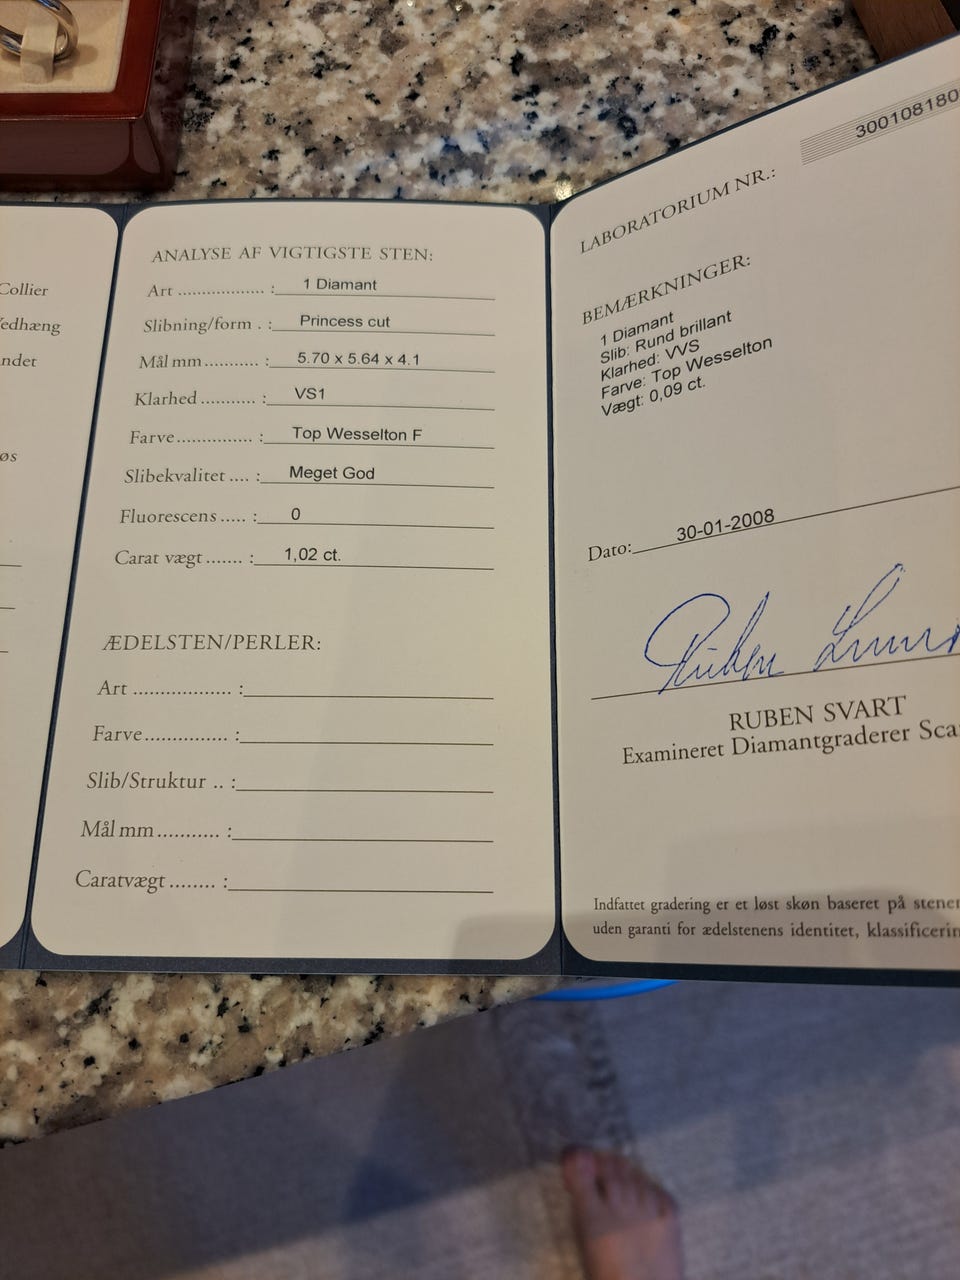 Collier
Vedhæng
ANALYSE AF VIGTIGSTE STEN:
Art .................. : 1 Diamant
Slibning/form . : Princess cut
Mål mm ........... : 5.70 x 5.64 x 4.1
Klarhed ........... : VS1
Farve ............... : Top Wesselton F
Slibekvalitet .... : Meget God
Fluorescens ..... : 0
Carat vægt ....... : 1,02 ct.
ÆDELSTEN/PERLER:
Art .................. :
Farve ............... :
Slib/Struktur .. :
Mål mm ........... :
Caratvægt ........ :
LABORATORIUM NR.: 300108180
BEMÆRKNINGER:
1 Diamant
Slib: Rund brillant
Klarhed: VVS
Farve: Top Wesselton
Vægt: 0,09 ct.
Dato: 30-01-2008
Ruben
RUBEN SVART
Examineret Diamantgraderer Sca
Indfattet gradering er et løst skøn baseret på stenen
uden garanti for ædelstenens identitet, klassificerin